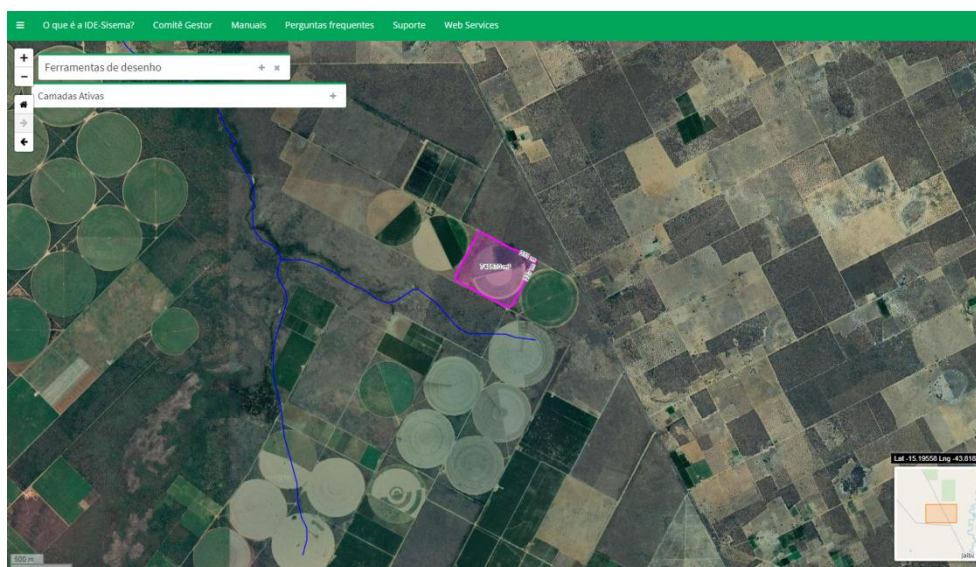 O que é a IDE-Sisema? Comitê Gestor Manuais Perguntas frequentes Suporte Web Services
Ferramentas de desenho
Camadas Ativas
Lat -15.19558 Lng -43.818
Jaíba
500 m